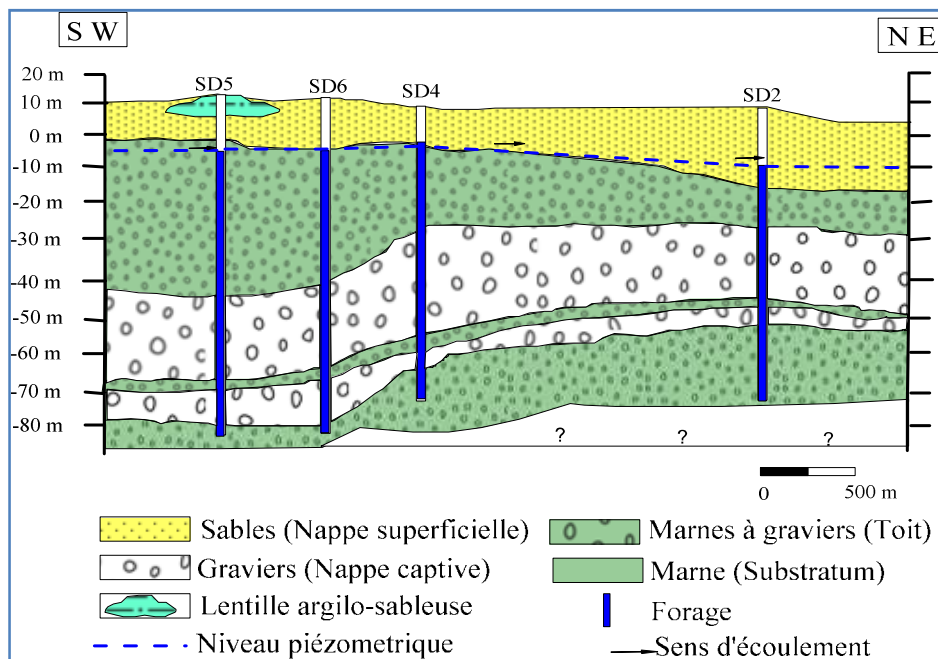 S W
N E
SD5
SD6
SD4
SD2
20 m
10 m
0 m
-10 m
-20 m
-30 m
-40 m
-50 m
-60 m
-70 m
-80 m
? ? ?
0 500 m
Sables (Nappe superficielle)
Marnes à graviers (Toit)
Graviers (Nappe captive)
Marne (Substratum)
Lentille argilo-sableuse
Forage
Niveau piézometrique
Sens d'écoulement